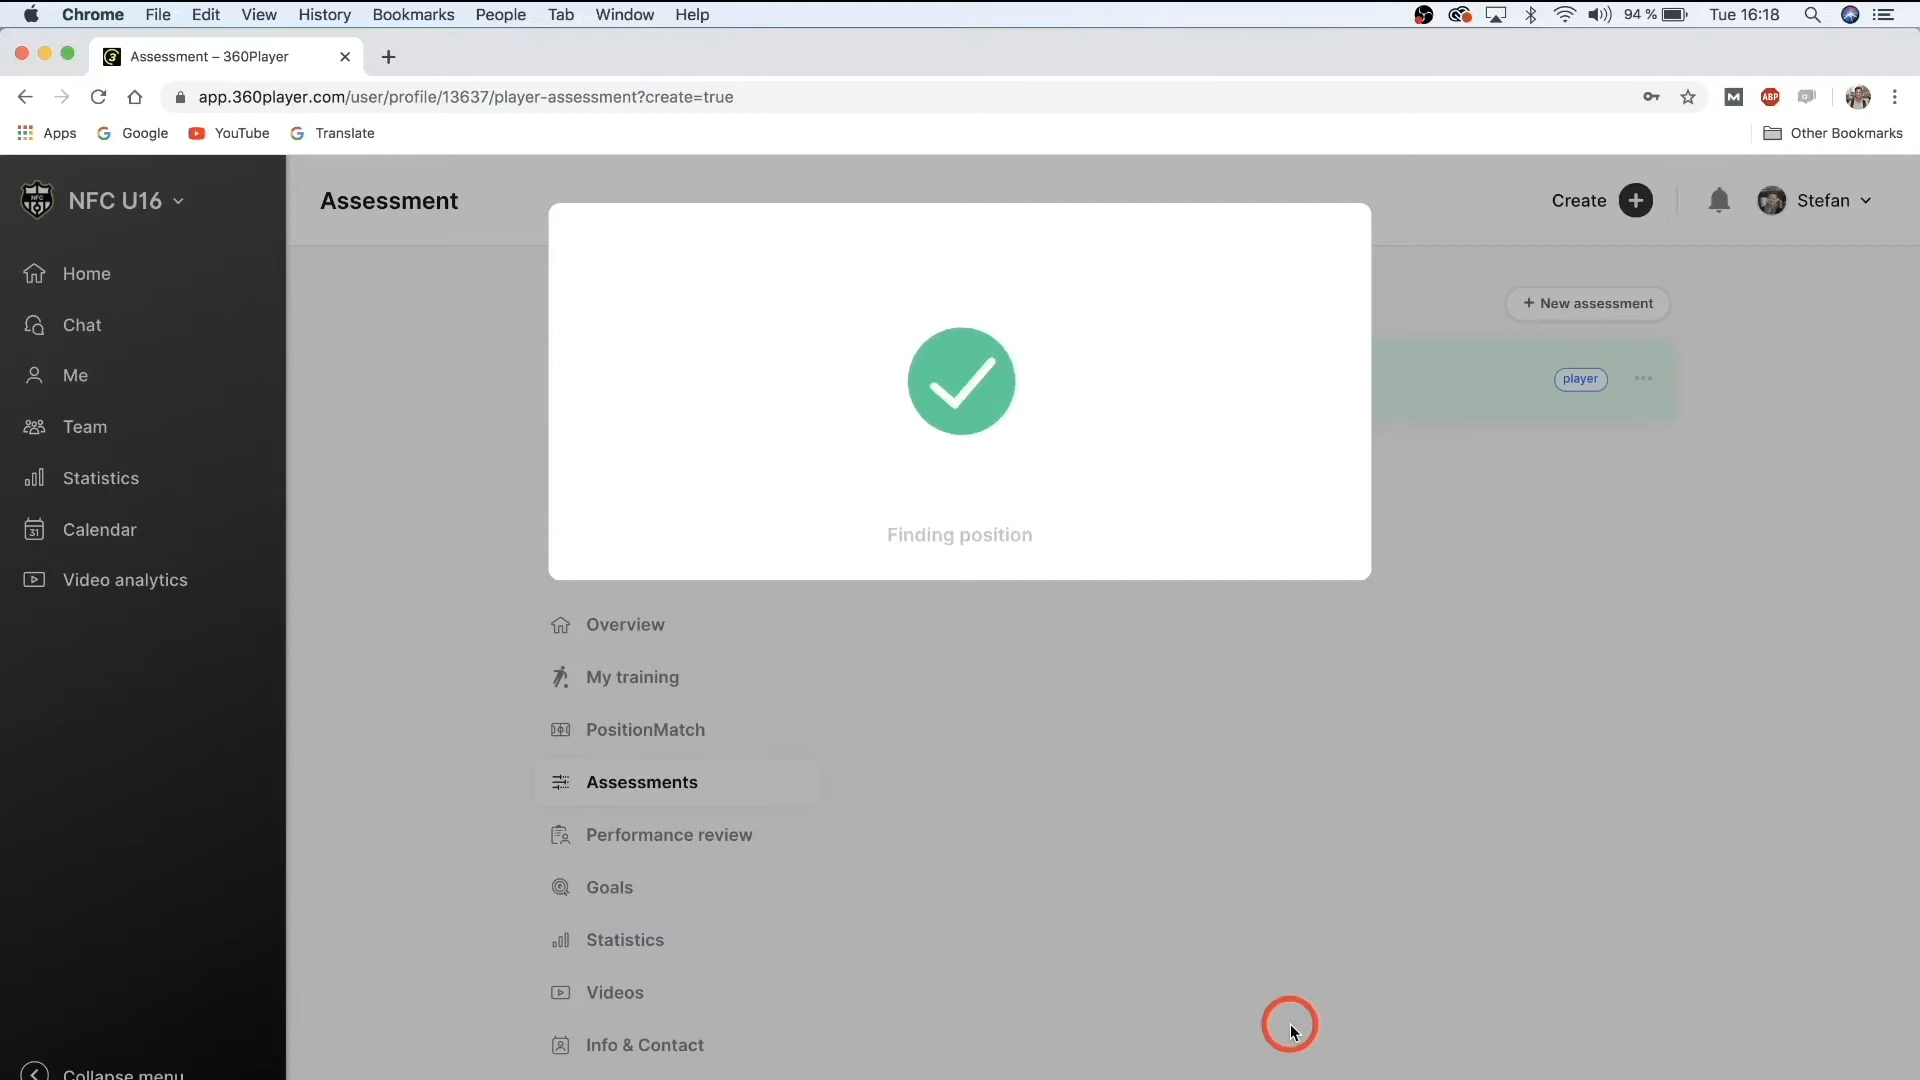 Chrome File Edit View History Bookmarks People Tab Window Help 94 % Tue 16:18
Assessment – 360Player
app.360player.com/user/profile/13637/player-assessment?create=true
ABP
Apps Google YouTube Translate Other Bookmarks
NFC U16
Assessment
Create
Stefan
Home
+ New assessment
Chat
player
Me
Team
Statistics
Finding position
31 Calendar
Video analytics
Overview
My training
PositionMatch
Assessments
Performance review
Goals
Statistics
Videos
Info & Contact
Collapse menu